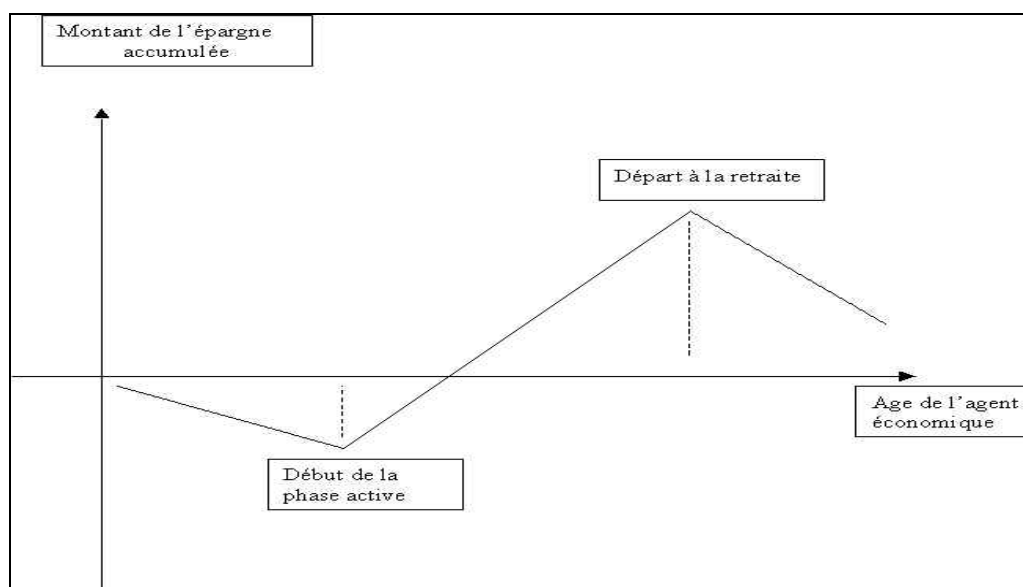 Montant de l'épargne
accumulée
Départ à la retraite
Age de l'agent
économique
Début de la
phase active